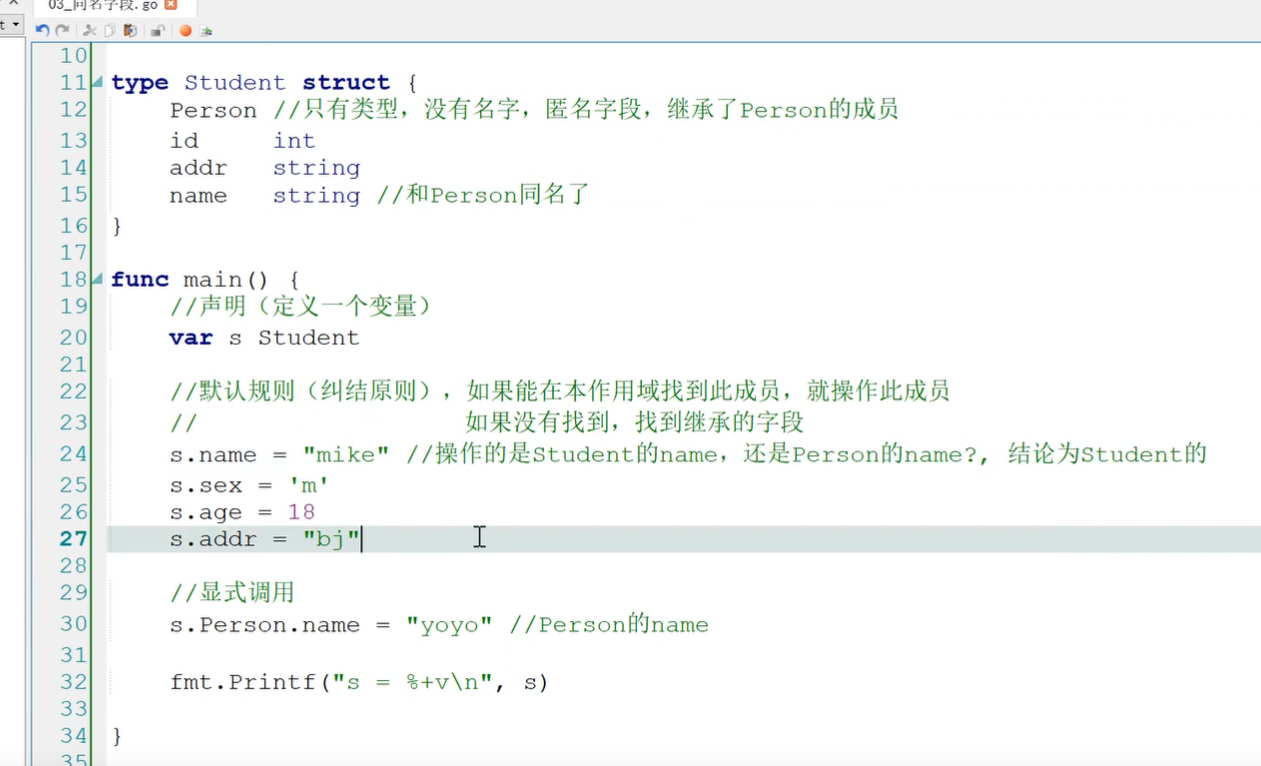 03_同名字段.go
t
10
11 type Student struct {
12 Person //只有类型，没有名字，匿名字段，继承了Person的成员
13 id int
14 addr string
15 name string //和Person同名了
16 }
17
18 func main() {
19 //声明（定义一个变量）
20 var s Student
21
22 //默认规则（纠结原则），如果能在本作用域找到此成员，就操作此成员
23 // 如果没有找到，找到继承的字段
24 s.name = "mike" //操作的是Student的name，还是Person的name?, 结论为Student的
25 s.sex = 'm'
26 s.age = 18
27 s.addr = "bj"
28
29 //显式调用
30 s.Person.name = "yoyo" //Person的name
31
32 fmt.Printf("s = %+v\n", s)
33
34 }
35